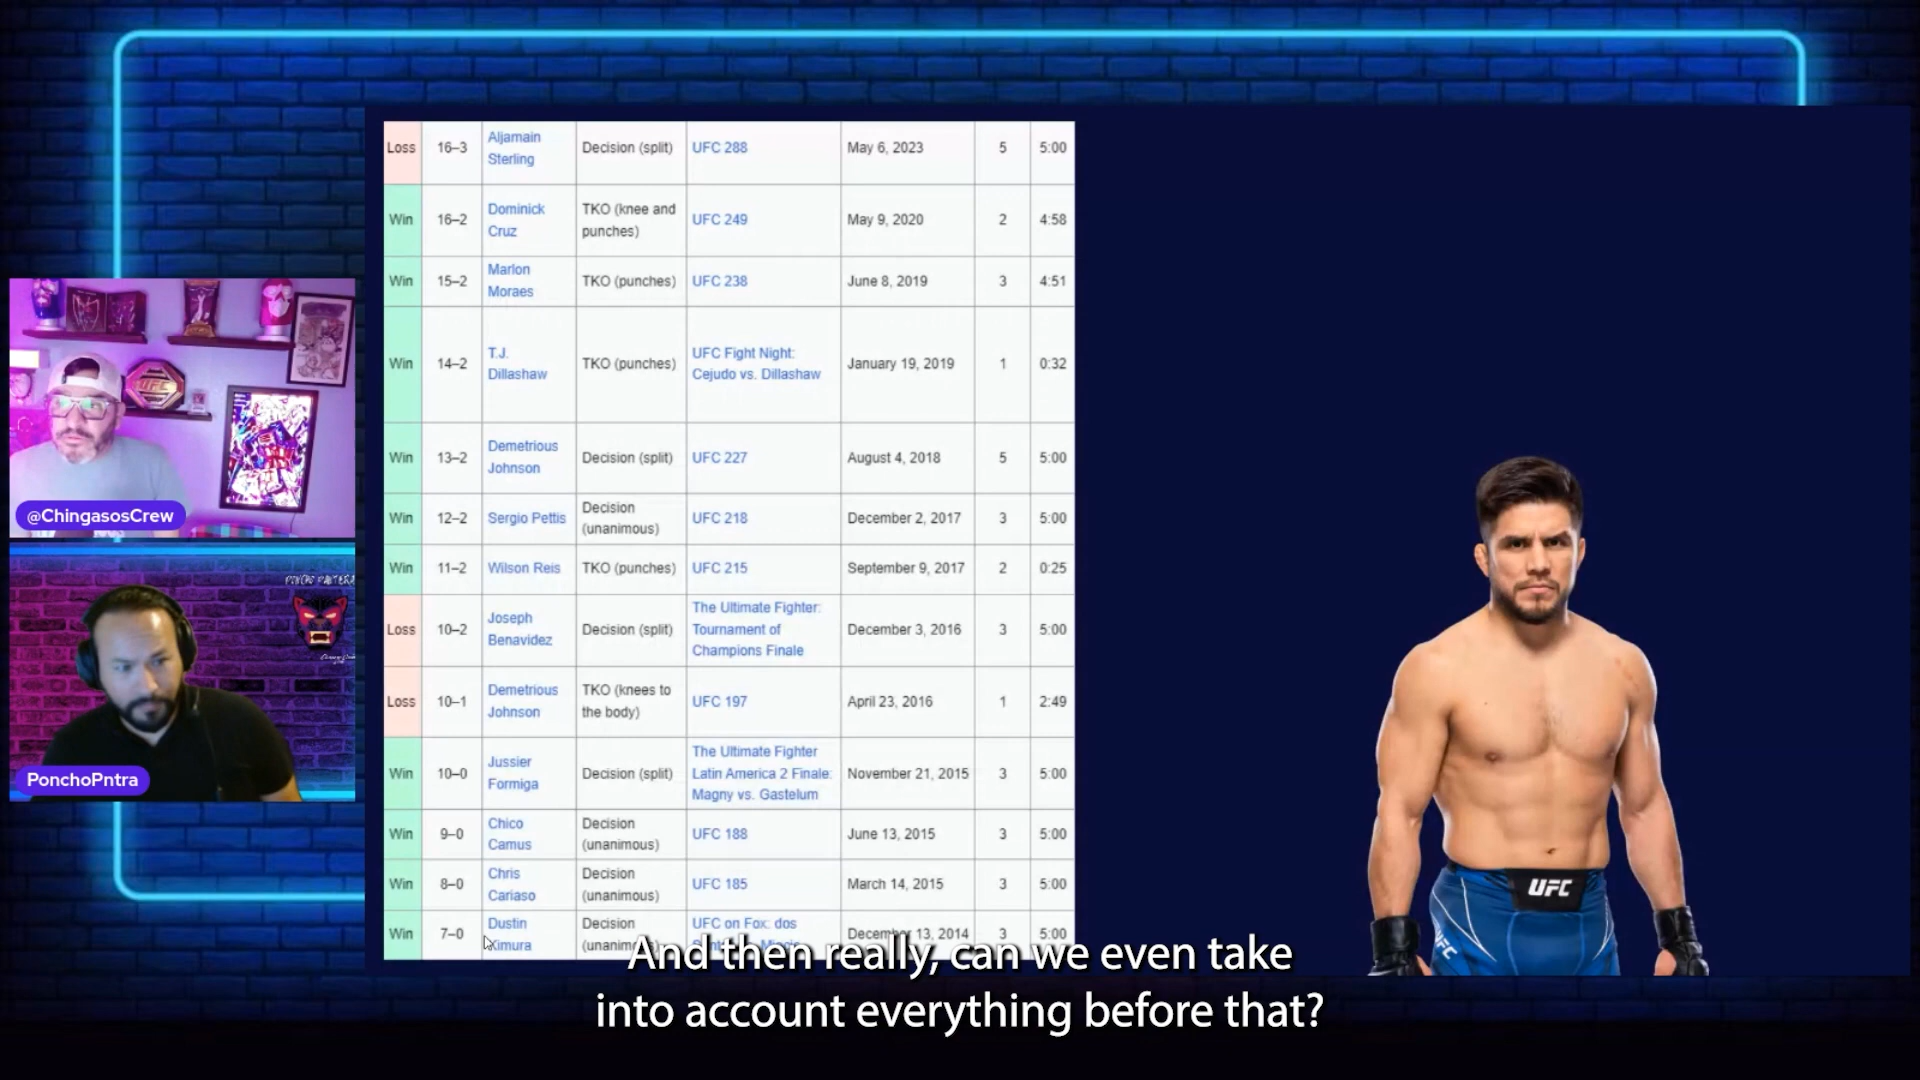 Loss 16–3 Aljamain Sterling Decision (split) UFC 288 May 6, 2023 5 5:00
Win 16–2 Dominick Cruz TKO (knee and punches) UFC 249 May 9, 2020 2 4:58
Win 15–2 Marlon Moraes TKO (punches) UFC 238 June 8, 2019 3 4:51
Win 14–2 T.J. Dillashaw TKO (punches) UFC Fight Night: Cejudo vs. Dillashaw January 19, 2019 1 0:32
Win 13–2 Demetrious Johnson Decision (split) UFC 227 August 4, 2018 5 5:00
Win 12–2 Sergio Pettis Decision (unanimous) UFC 218 December 2, 2017 3 5:00
Win 11–2 Wilson Reis TKO (punches) UFC 215 September 9, 2017 2 0:25
Loss 10–2 Joseph Benavidez Decision (split) The Ultimate Fighter: Tournament of Champions Finale December 3, 2016 3 5:00
Loss 10–1 Demetrious Johnson TKO (knees to the body) UFC 197 April 23, 2016 1 2:49
Win 10–0 Jussier Formiga Decision (split) The Ultimate Fighter Latin America 2 Finale: Magny vs. Gastelum November 21, 2015 3 5:00
Win 9–0 Chico Camus Decision (unanimous) UFC 188 June 13, 2015 3 5:00
Win 8–0 Chris Cariaso Decision (unanimous) UFC 185 March 14, 2015 3 5:00
Win 7–0 Dustin Kimura Decision UFC on Fox: dos December 13, 2014 3 5:00
@ChingasosCrew
PONCHO PANTERA
PonchoPntra
UFC
UFC
UFC
And then really, can we even take
into account everything before that?